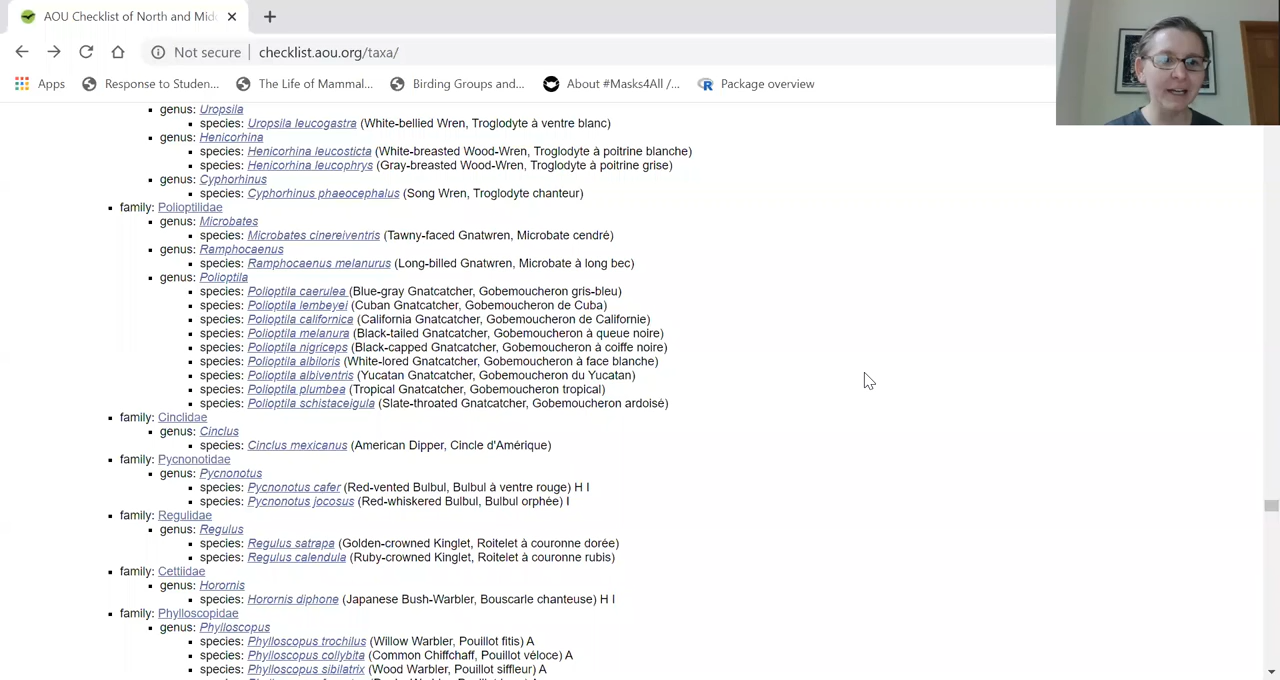 AOU Checklist of North and Mid
Not secure
checklist.aou.org/taxa/
Apps
Response to Studen...
The Life of Mammal...
Birding Groups and...
About #Masks4All /...
Package overview
genus: Uropsila
species: Uropsila leucogastra (White-bellied Wren, Troglodyte à ventre blanc)
genus: Henicorhina
species: Henicorhina leucosticta (White-breasted Wood-Wren, Troglodyte à poitrine blanche)
species: Henicorhina leucophrys (Gray-breasted Wood-Wren, Troglodyte à poitrine grise)
genus: Cyphorhinus
species: Cyphorhinus phaeocephalus (Song Wren, Troglodyte chanteur)
family: Polioptilidae
genus: Microbates
species: Microbates cinereiventris (Tawny-faced Gnatwren, Microbate cendré)
genus: Ramphocaenus
species: Ramphocaenus melanurus (Long-billed Gnatwren, Microbate à long bec)
genus: Polioptila
species: Polioptila caerulea (Blue-gray Gnatcatcher, Gobemoucheron gris-bleu)
species: Polioptila lembeyei (Cuban Gnatcatcher, Gobemoucheron de Cuba)
species: Polioptila californica (California Gnatcatcher, Gobemoucheron de Californie)
species: Polioptila melanura (Black-tailed Gnatcatcher, Gobemoucheron à queue noire)
species: Polioptila nigriceps (Black-capped Gnatcatcher, Gobemoucheron à coiffe noire)
species: Polioptila albiloris (White-lored Gnatcatcher, Gobemoucheron à face blanche)
species: Polioptila albiventris (Yucatan Gnatcatcher, Gobemoucheron du Yucatan)
species: Polioptila plumbea (Tropical Gnatcatcher, Gobemoucheron tropical)
species: Polioptila schistaceigula (Slate-throated Gnatcatcher, Gobemoucheron ardoisé)
family: Cinclidae
genus: Cinclus
species: Cinclus mexicanus (American Dipper, Cincle d'Amérique)
family: Pycnonotidae
genus: Pycnonotus
species: Pycnonotus cafer (Red-vented Bulbul, Bulbul à ventre rouge) H I
species: Pycnonotus jocosus (Red-whiskered Bulbul, Bulbul orphée) I
family: Regulidae
genus: Regulus
species: Regulus satrapa (Golden-crowned Kinglet, Roitelet à couronne dorée)
species: Regulus calendula (Ruby-crowned Kinglet, Roitelet à couronne rubis)
family: Cettiidae
genus: Horornis
species: Horornis diphone (Japanese Bush-Warbler, Bouscarle chanteuse) H I
family: Phylloscopidae
genus: Phylloscopus
species: Phylloscopus trochilus (Willow Warbler, Pouillot fitis) A
species: Phylloscopus collybita (Common Chiffchaff, Pouillot véloce) A
species: Phylloscopus sibilatrix (Wood Warbler, Pouillot siffleur) A